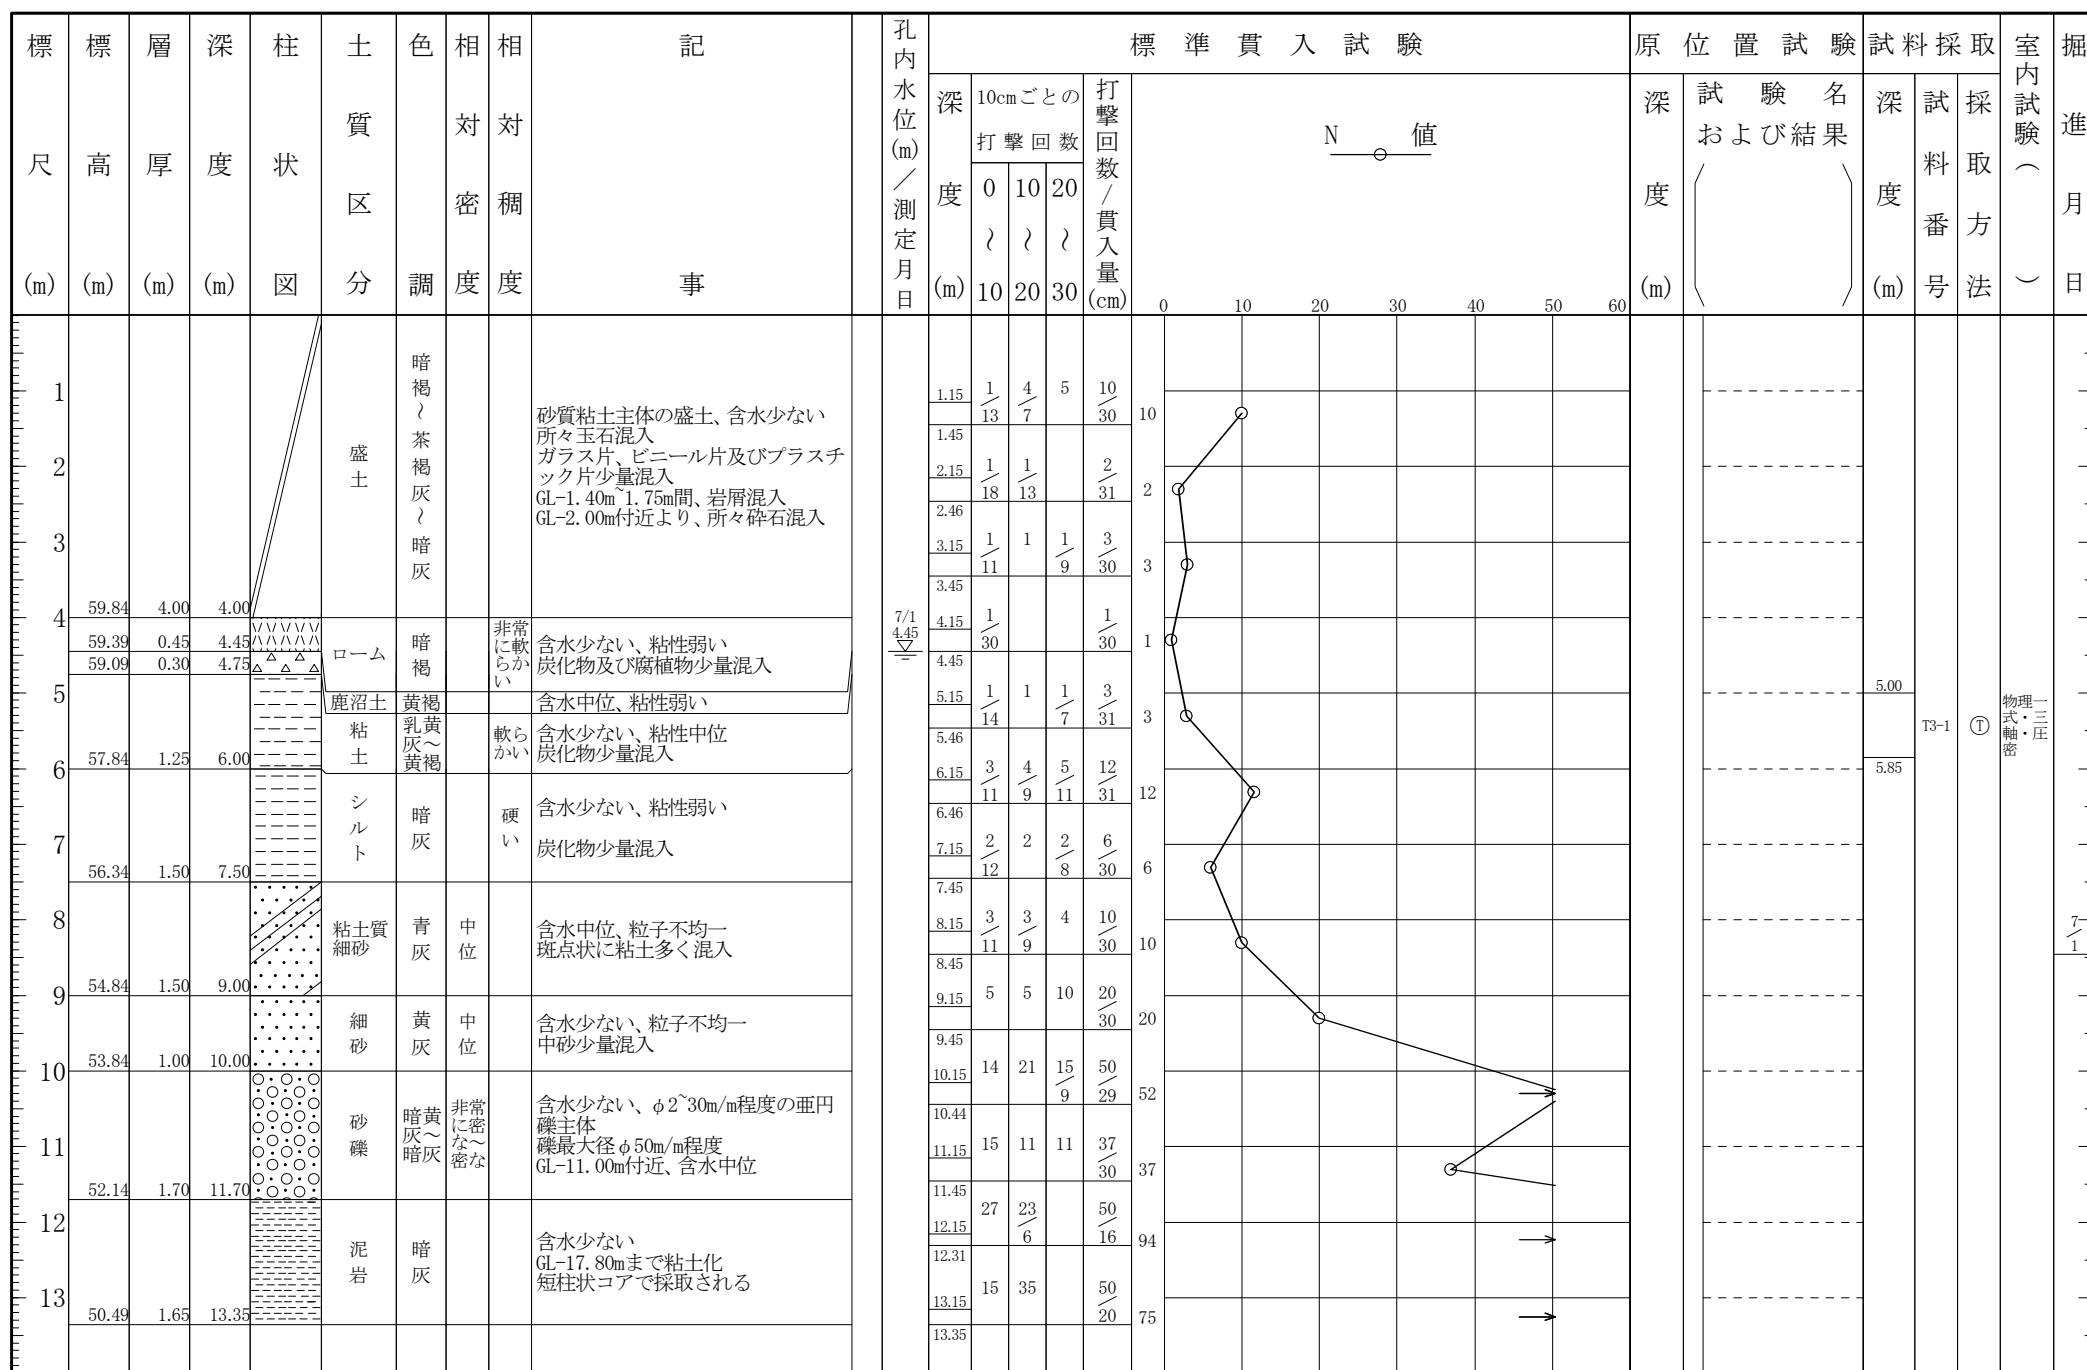 標尺(m)
標高(m)
層厚(m)
深度(m)
柱状図
土質区分
色調
相対密度
相対稠度
記事
孔内水位(m)／測定月日
標準貫入試験
深度(m)
10cmごとの
打撃回数
0～10
10～20
20～30
打撃回数/貫入量(cm)
N 値
0 10 20 30 40 50 60
原位置試験
深度(m)
試験名
および結果
試料採取
深度(m)
試料番号
採取方法
室内試験（ ）
掘進月日
1
2
3
4
5
6
7
8
9
10
11
12
13
59.84 4.00 4.00
59.39 0.45 4.45
59.09 0.30 4.75
57.84 1.25 6.00
56.34 1.50 7.50
54.84 1.50 9.00
53.84 1.00 10.00
52.14 1.70 11.70
50.49 1.65 13.35
盛土
暗褐～茶褐灰～暗灰
砂質粘土主体の盛土、含水少ない
所々玉石混入
ガラス片、ビニール片及びプラスチ
ック片少量混入
GL-1.40m~1.75m間、岩屑混入
GL-2.00m付近より、所々砕石混入
ローム
暗褐
非常に軟らかい
含水少ない、粘性弱い
炭化物及び腐植物少量混入
鹿沼土
黄褐
含水中位、粘性弱い
粘土
乳黄灰～黄褐
軟らかい
含水少ない、粘性中位
炭化物少量混入
シルト
暗灰
硬い
含水少ない、粘性弱い
炭化物少量混入
粘土質
細砂
青灰
中位
含水中位、粒子不均一
斑点状に粘土多く混入
細砂
黄灰
中位
含水少ない、粒子不均一
中砂少量混入
砂礫
暗黄灰～暗灰
非常に密な～密な
含水少ない、φ2~30m/m程度の亜円
礫主体
礫最大径φ50m/m程度
GL-11.00m付近、含水中位
泥岩
暗灰
含水少ない
GL-17.80mまで粘土化
短柱状コアで採取される
7/1
4.45
1.15 1/13 4/7 5 10/30 10
1.45
2.15 1/18 1/13 2/31 2
2.46
3.15 1/11 1 1/9 3/30 3
3.45
4.15 1/30 1/30 1
4.45
5.15 1/14 1 1/7 3/31 3
5.46
6.15 3/11 4/9 5/11 12/31 12
6.46
7.15 2/12 2 2/8 6/30 6
7.45
8.15 3/11 3/9 4 10/30 10
8.45
9.15 5 5 10 20/30 20
9.45
10.15 14 21 15/9 50/29 52
10.44
11.15 15 11 11 37/30 37
11.45
12.15 27 23/6 50/16 94
12.31
13.15 15 35 50/20 75
13.35
5.00
5.85
T3-1
Ⓣ
物理一式・三軸・圧密
7/1